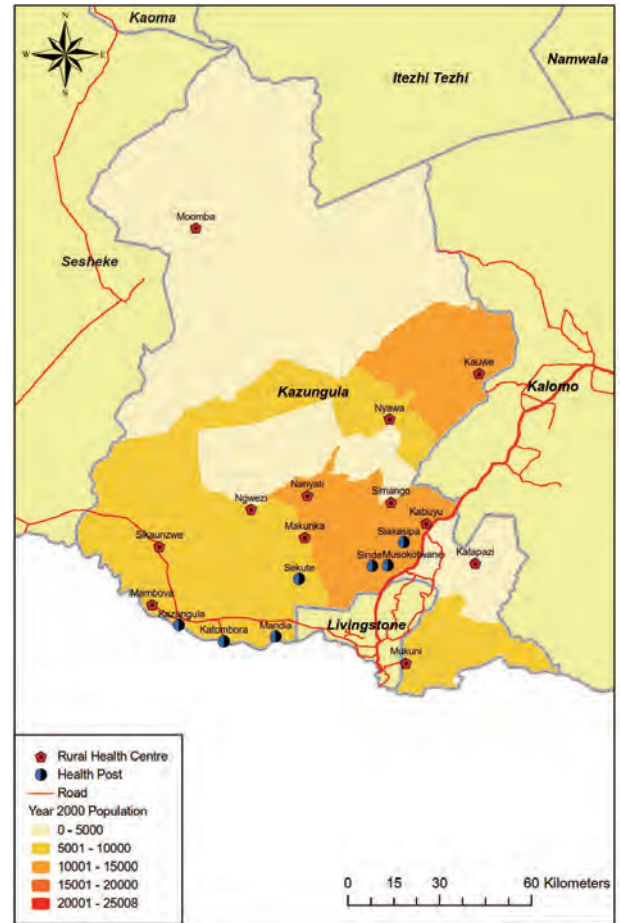 Kaoma
N
W E
S
Namwala
Itezhi Tezhi
Moomba
Sesheke
Kauwe
Kazungula
Kalomo
Nyawa
Nanyati
Simango
Ngwezi
Kabuyu
Makunka
Siakasipa
Sikaunzwe
Sinde Musokotwane
Katapazi
Sekute
Mambova
Kazungula
Livingstone
Katombora
Mandia
Mukuni
Rural Health Centre
Health Post
Road
Year 2000 Population
0 - 5000
5001 - 10000
10001 - 15000
15001 - 20000
20001 - 25008
0 15 30 60 Kilometers